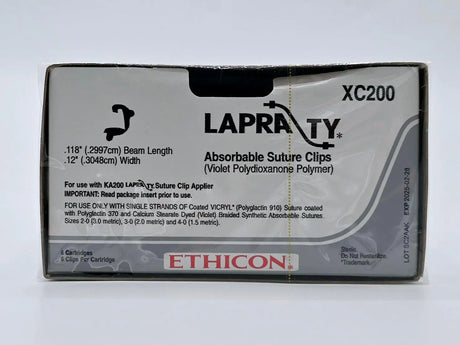 XC200
LAPRA TY*
.118" (.2997cm) Beam Length
.12" (.3048cm) Width
Absorbable Suture Clips
(Violet Polydioxanone Polymer)
For use with KA200 LAPRA TY Suture Clip Applier
IMPORTANT: Read package insert prior to use.
FOR USE ONLY WITH SINGLE STRANDS OF Coated VICRYL* (Polyglactin 910) Suture coated
with Polyglactin 370 and Calcium Stearate Dyed (Violet) Braided Synthetic Absorbable Sutures.
Sizes 2-0 (3.0 metric), 3-0 (2.0 metric) and 4-0 (1.5 metric).
Cartridges
6 Clips Per Cartridge
ETHICON
Sterile
Do Not Resterilize
*Trademark
LOT EXP